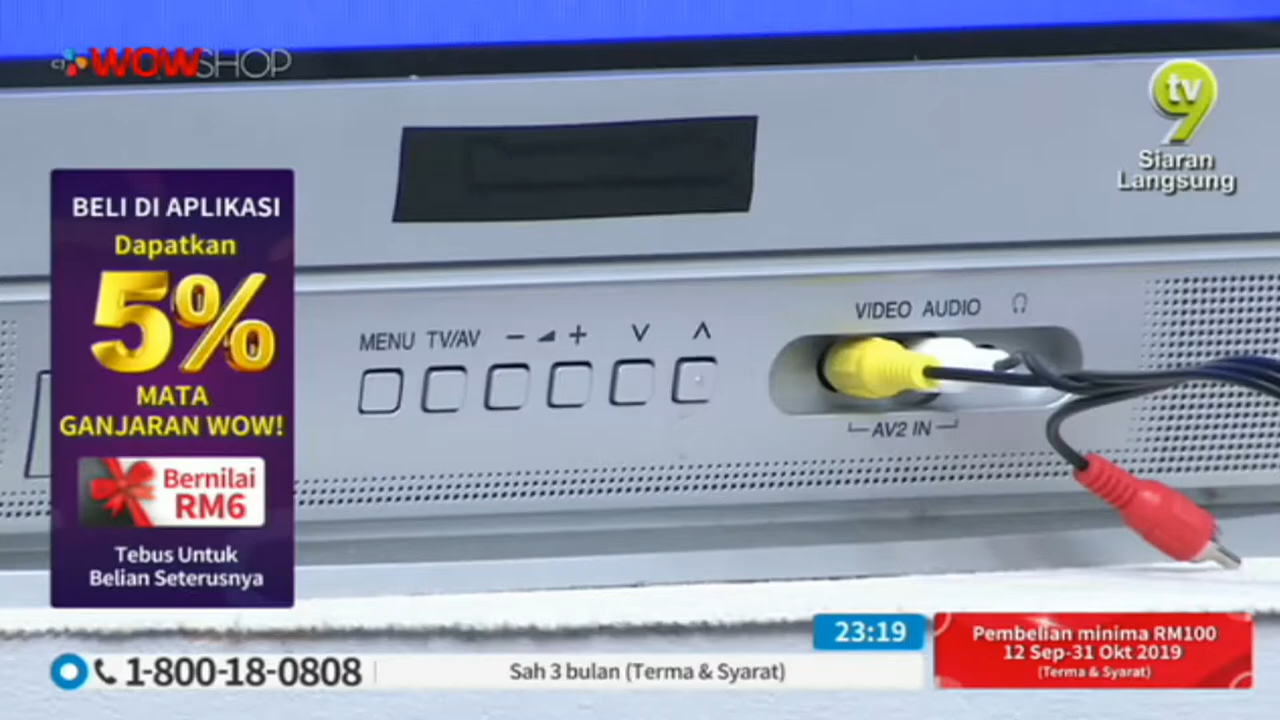 CJ WOWSHOP
tv9
Siaran
Langsung
BELI DI APLIKASI
Dapatkan
5%
MATA
GANJARAN WOW!
Bernilai
RM6
Tebus Untuk
Belian Seterusnya
MENU TV/AV − + ∨ ∧
VIDEO AUDIO
AV2 IN
23:19
Pembelian minima RM100
12 Sep-31 Okt 2019
(Terma & Syarat)
1-800-18-0808
Sah 3 bulan (Terma & Syarat)